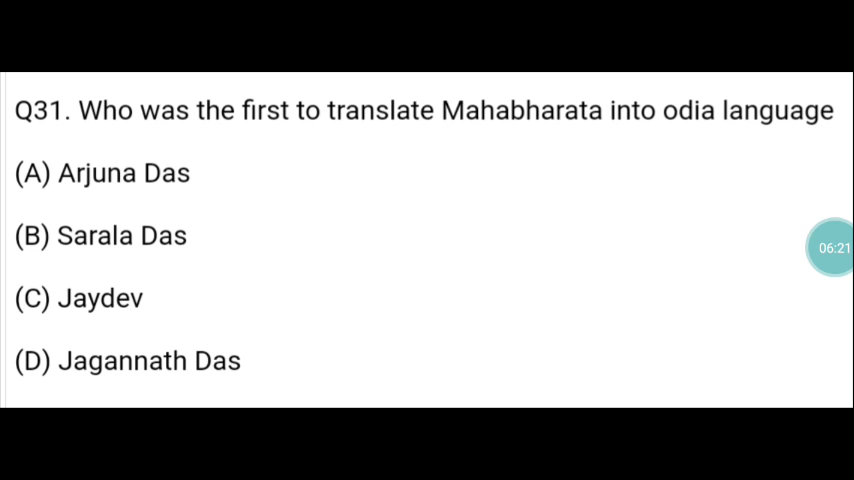 Q31. Who was the first to translate Mahabharata into odia language
(A) Arjuna Das
(B) Sarala Das
06:21
(C) Jaydev
(D) Jagannath Das